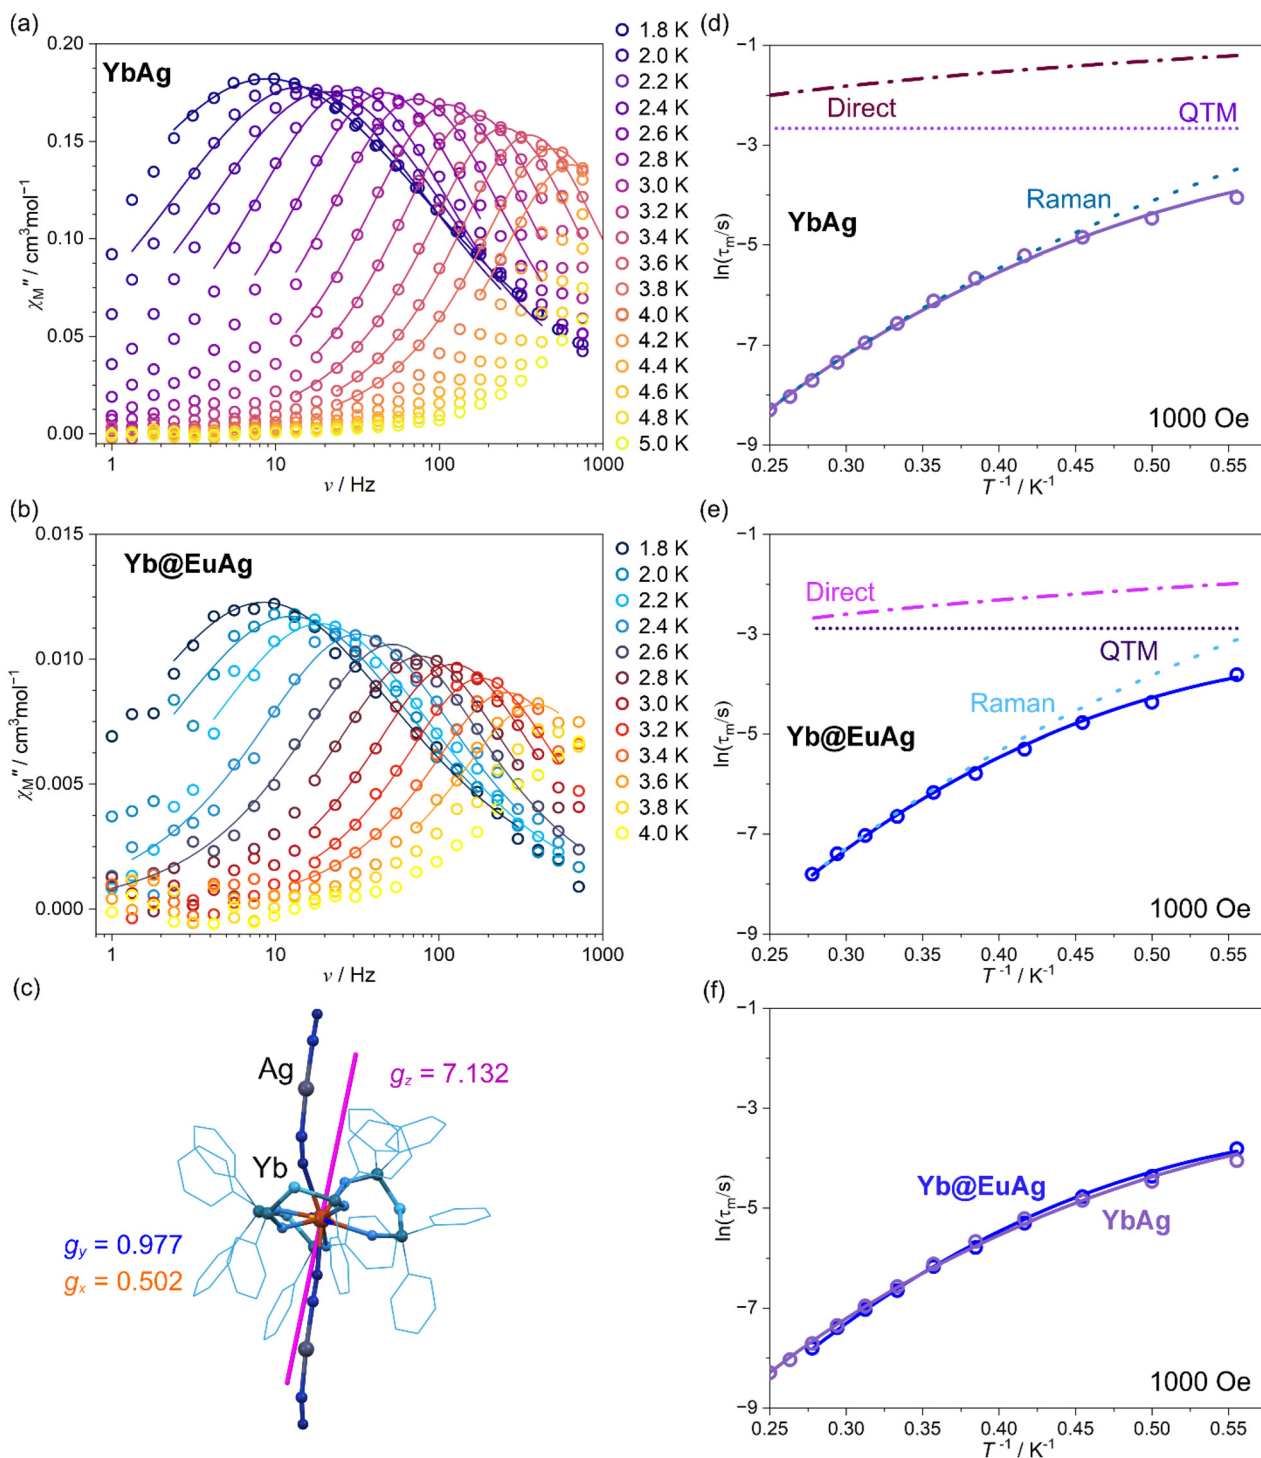 (a)
0.20
0.15
0.10
0.05
0.00
χM″ / cm³mol⁻¹
YbAg
1
10
100
1000
ν / Hz
1.8 K
2.0 K
2.2 K
2.4 K
2.6 K
2.8 K
3.0 K
3.2 K
3.4 K
3.6 K
3.8 K
4.0 K
4.2 K
4.4 K
4.6 K
4.8 K
5.0 K
(d)
−1
−3
−5
−7
−9
ln(τm/s)
Direct
QTM
Raman
YbAg
1000 Oe
0.25
0.30
0.35
0.40
0.45
0.50
0.55
T⁻¹ / K⁻¹
(b)
0.015
0.010
0.005
0.000
χM″ / cm³mol⁻¹
Yb@EuAg
1
10
100
1000
ν / Hz
1.8 K
2.0 K
2.2 K
2.4 K
2.6 K
2.8 K
3.0 K
3.2 K
3.4 K
3.6 K
3.8 K
4.0 K
(e)
−1
−3
−5
−7
−9
ln(τm/s)
Direct
QTM
Raman
Yb@EuAg
1000 Oe
0.25
0.30
0.35
0.40
0.45
0.50
0.55
T⁻¹ / K⁻¹
(c)
Ag
gz = 7.132
Yb
gy = 0.977
gx = 0.502
(f)
−1
−3
−5
−7
−9
ln(τm/s)
Yb@EuAg
YbAg
1000 Oe
0.25
0.30
0.35
0.40
0.45
0.50
0.55
T⁻¹ / K⁻¹